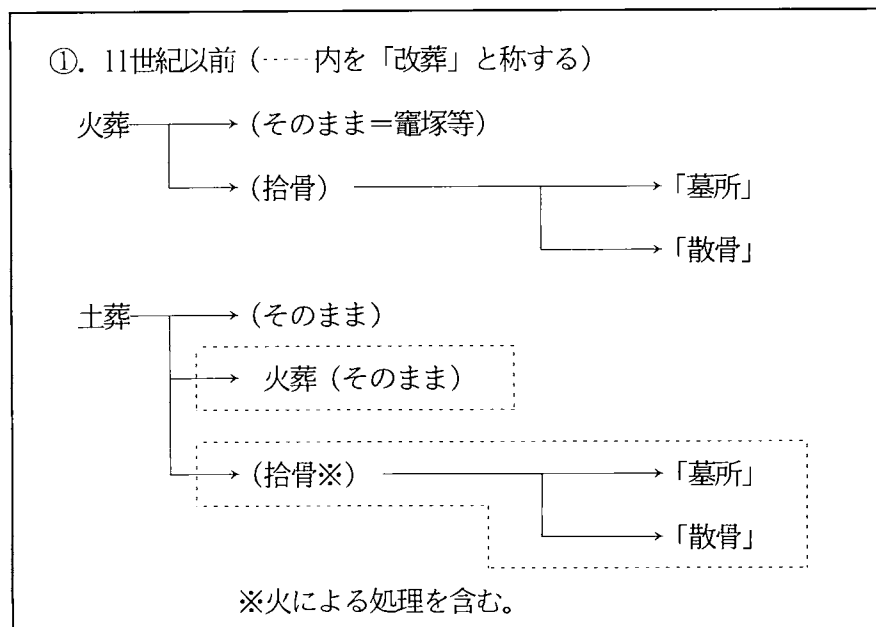 ①. 11世紀以前（……内を「改葬」と称する）
火葬 （そのまま＝竈塚等）
（拾骨） 「墓所」
「散骨」
土葬 （そのまま）
火葬（そのまま）
（拾骨※） 「墓所」
「散骨」
※火による処理を含む。